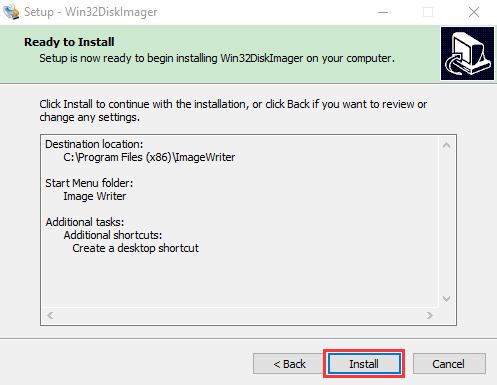 Setup - Win32DiskImager
Ready to Install
Setup is now ready to begin installing Win32DiskImager on your computer.
Click Install to continue with the installation, or click Back if you want to review or
change any settings.
Destination location:
C:\Program Files (x86)\ImageWriter
Start Menu folder:
Image Writer
Additional tasks:
Additional shortcuts:
Create a desktop shortcut
< Back
Install
Cancel